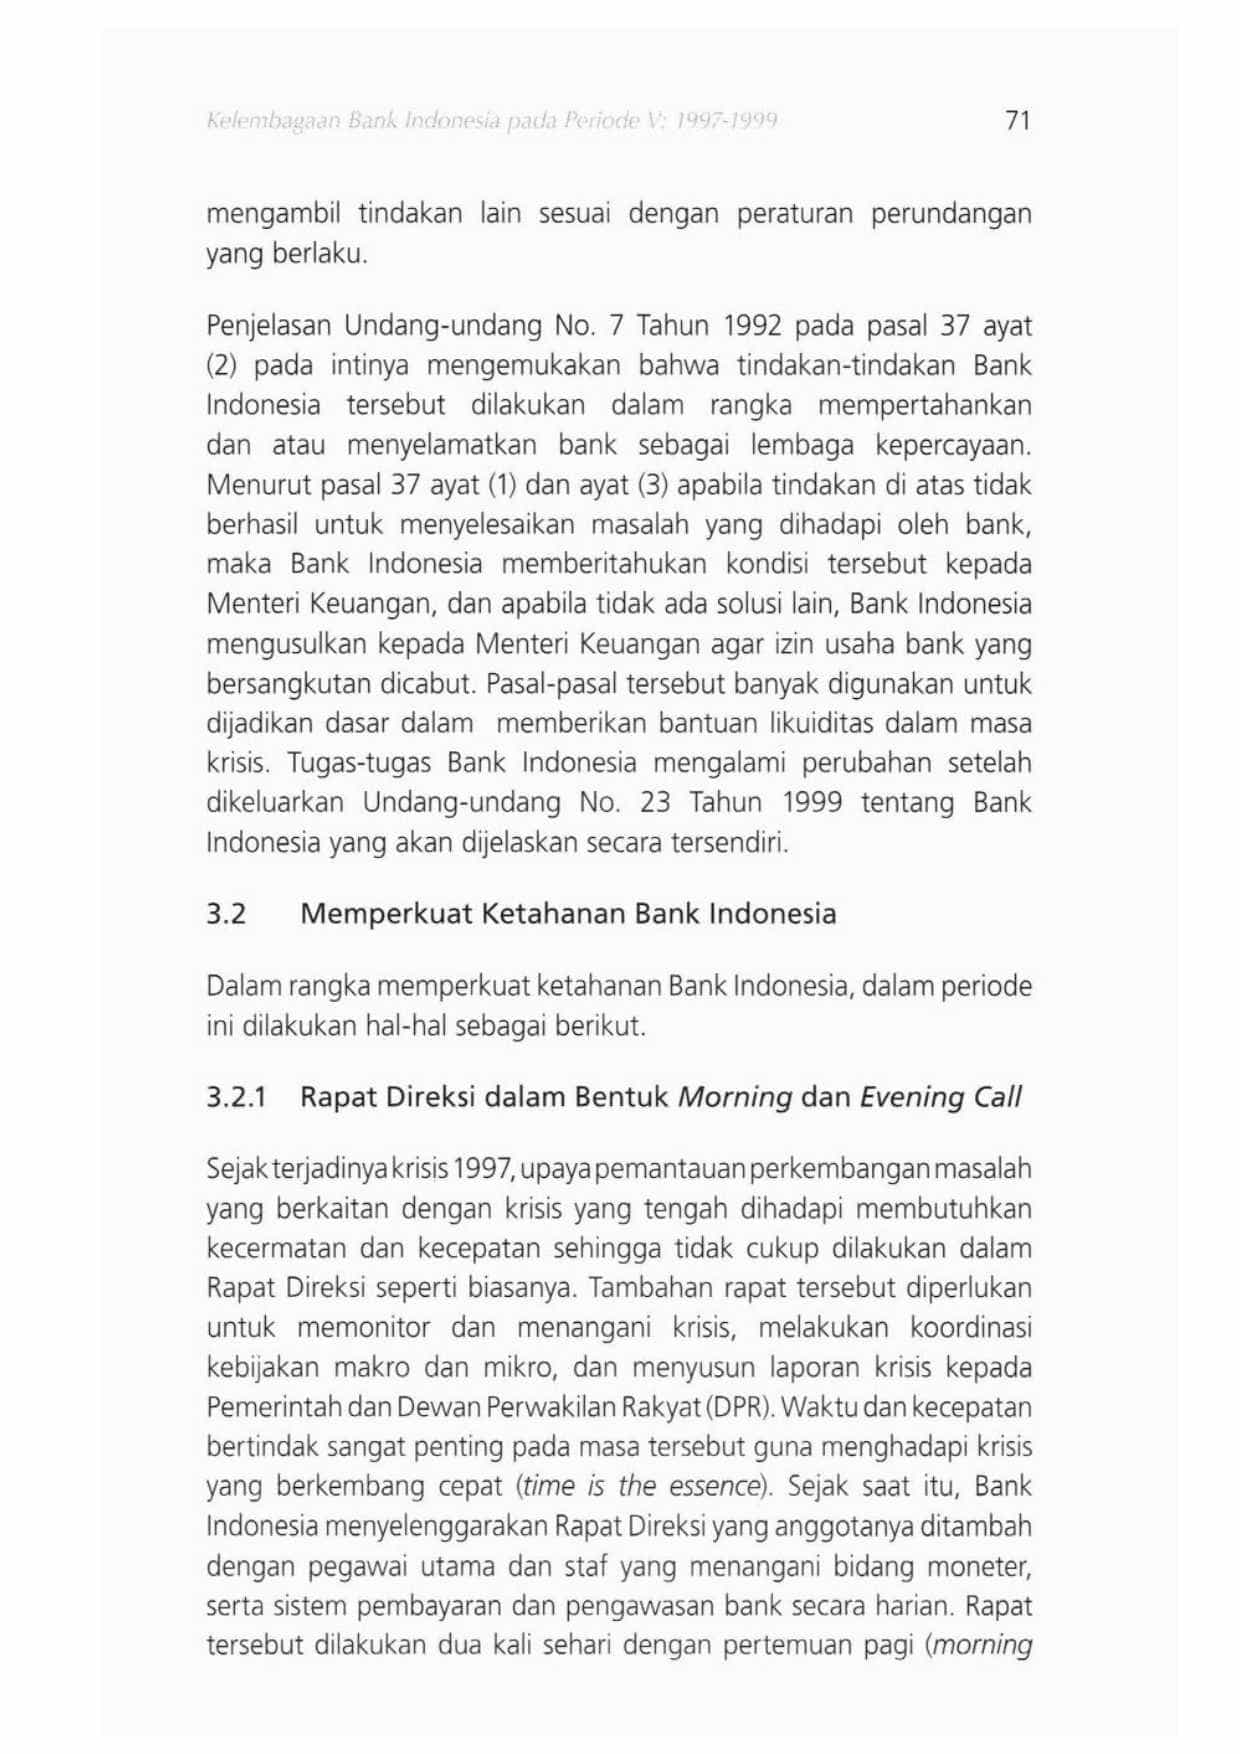 Kelembagaan Bank Indonesia pada Periode V: 1997-1999 71
mengambil tindakan lain sesuai dengan peraturan perundangan
yang berlaku.
Penjelasan Undang-undang No. 7 Tahun 1992 pada pasal 37 ayat
(2) pada intinya mengemukakan bahwa tindakan-tindakan Bank
Indonesia tersebut dilakukan dalam rangka mempertahankan
dan atau menyelamatkan bank sebagai lembaga kepercayaan.
Menurut pasal 37 ayat (1) dan ayat (3) apabila tindakan di atas tidak
berhasil untuk menyelesaikan masalah yang dihadapi oleh bank,
maka Bank Indonesia memberitahukan kondisi tersebut kepada
Menteri Keuangan, dan apabila tidak ada solusi lain, Bank Indonesia
mengusulkan kepada Menteri Keuangan agar izin usaha bank yang
bersangkutan dicabut. Pasal-pasal tersebut banyak digunakan untuk
dijadikan dasar dalam memberikan bantuan likuiditas dalam masa
krisis. Tugas-tugas Bank Indonesia mengalami perubahan setelah
dikeluarkan Undang-undang No. 23 Tahun 1999 tentang Bank
Indonesia yang akan dijelaskan secara tersendiri.
3.2 Memperkuat Ketahanan Bank Indonesia
Dalam rangka memperkuat ketahanan Bank Indonesia, dalam periode
ini dilakukan hal-hal sebagai berikut.
3.2.1 Rapat Direksi dalam Bentuk Morning dan Evening Call
Sejak terjadinya krisis 1997, upaya pemantauan perkembangan masalah
yang berkaitan dengan krisis yang tengah dihadapi membutuhkan
kecermatan dan kecepatan sehingga tidak cukup dilakukan dalam
Rapat Direksi seperti biasanya. Tambahan rapat tersebut diperlukan
untuk memonitor dan menangani krisis, melakukan koordinasi
kebijakan makro dan mikro, dan menyusun laporan krisis kepada
Pemerintah dan Dewan Perwakilan Rakyat (DPR). Waktu dan kecepatan
bertindak sangat penting pada masa tersebut guna menghadapi krisis
yang berkembang cepat (time is the essence). Sejak saat itu, Bank
Indonesia menyelenggarakan Rapat Direksi yang anggotanya ditambah
dengan pegawai utama dan staf yang menangani bidang moneter,
serta sistem pembayaran dan pengawasan bank secara harian. Rapat
tersebut dilakukan dua kali sehari dengan pertemuan pagi (morning